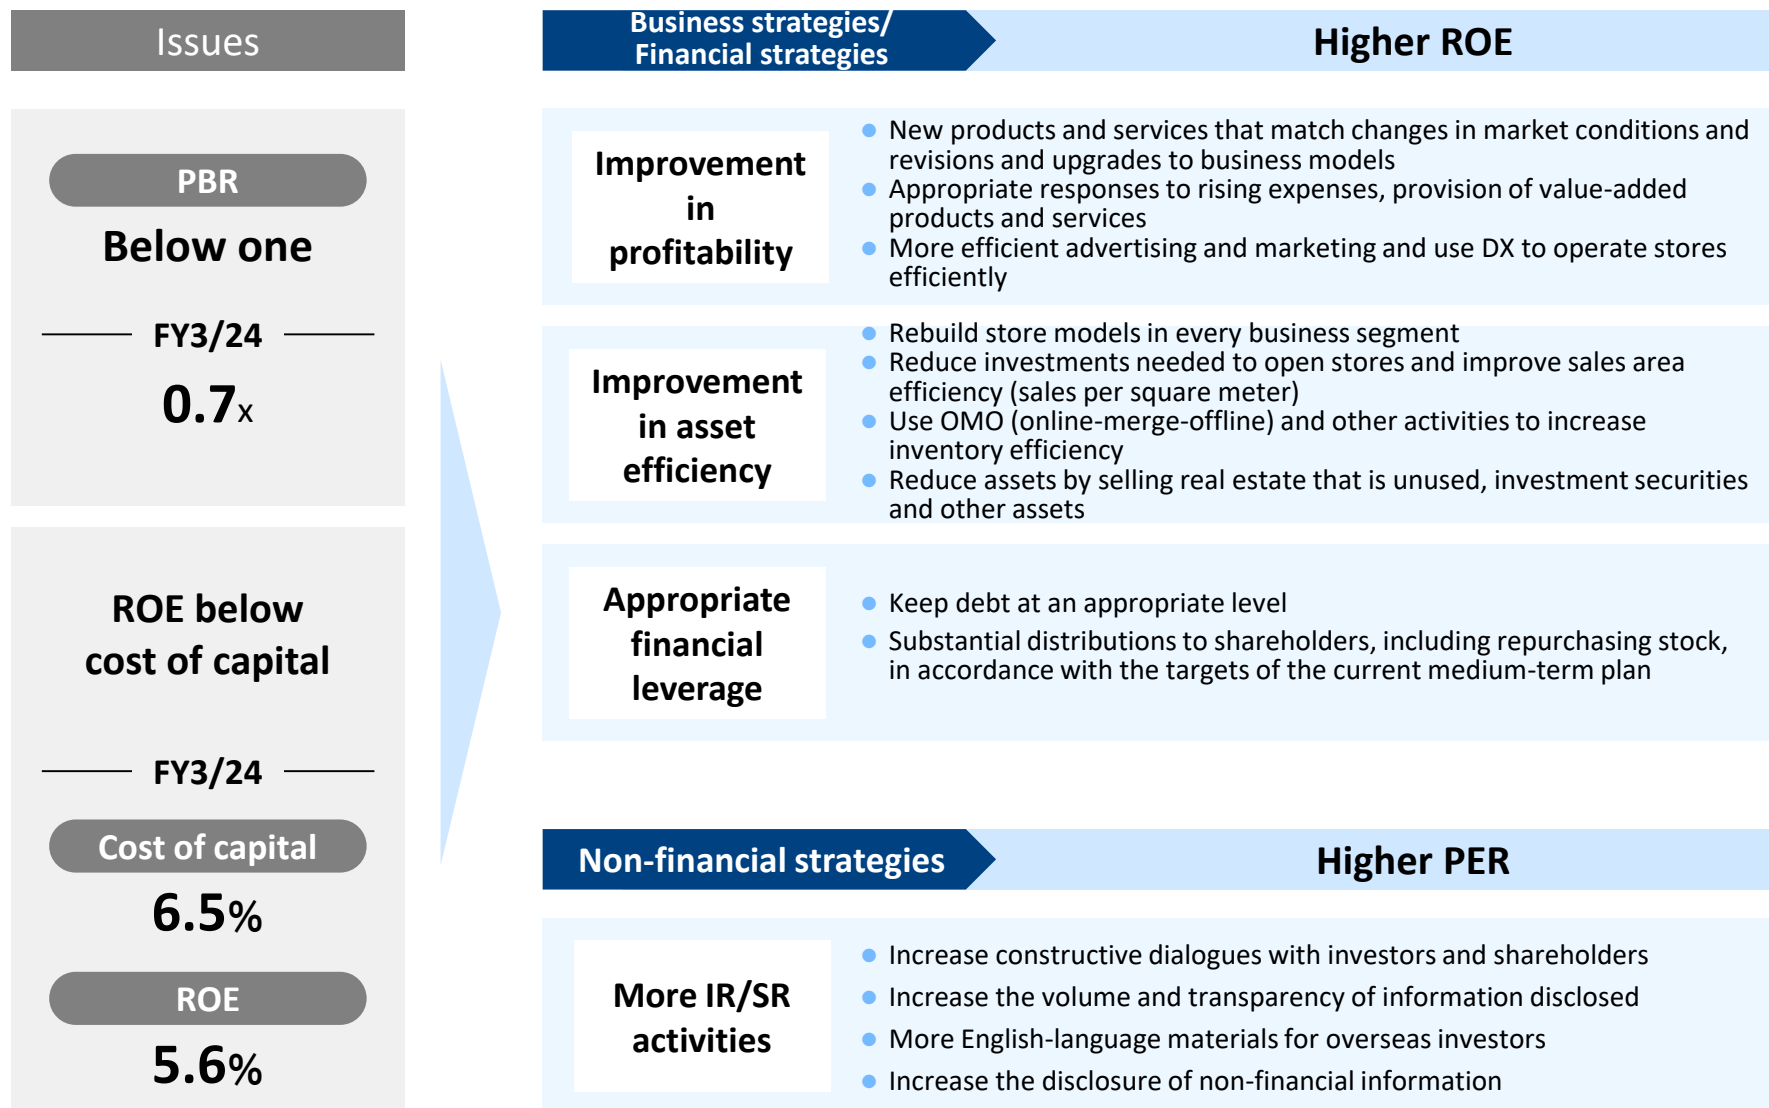 Issues
PBR
Below one
FY3/24
0.7x
ROE below
cost of capital
FY3/24
Cost of capital
6.5%
ROE
5.6%
Business strategies/
Financial strategies
Higher ROE
Improvement
in
profitability
● New products and services that match changes in market conditions and
revisions and upgrades to business models
● Appropriate responses to rising expenses, provision of value-added
products and services
● More efficient advertising and marketing and use DX to operate stores
efficiently
Improvement
in asset
efficiency
● Rebuild store models in every business segment
● Reduce investments needed to open stores and improve sales area
efficiency (sales per square meter)
● Use OMO (online-merge-offline) and other activities to increase
inventory efficiency
● Reduce assets by selling real estate that is unused, investment securities
and other assets
Appropriate
financial
leverage
● Keep debt at an appropriate level
● Substantial distributions to shareholders, including repurchasing stock,
in accordance with the targets of the current medium-term plan
Non-financial strategies
Higher PER
More IR/SR
activities
● Increase constructive dialogues with investors and shareholders
● Increase the volume and transparency of information disclosed
● More English-language materials for overseas investors
● Increase the disclosure of non-financial information